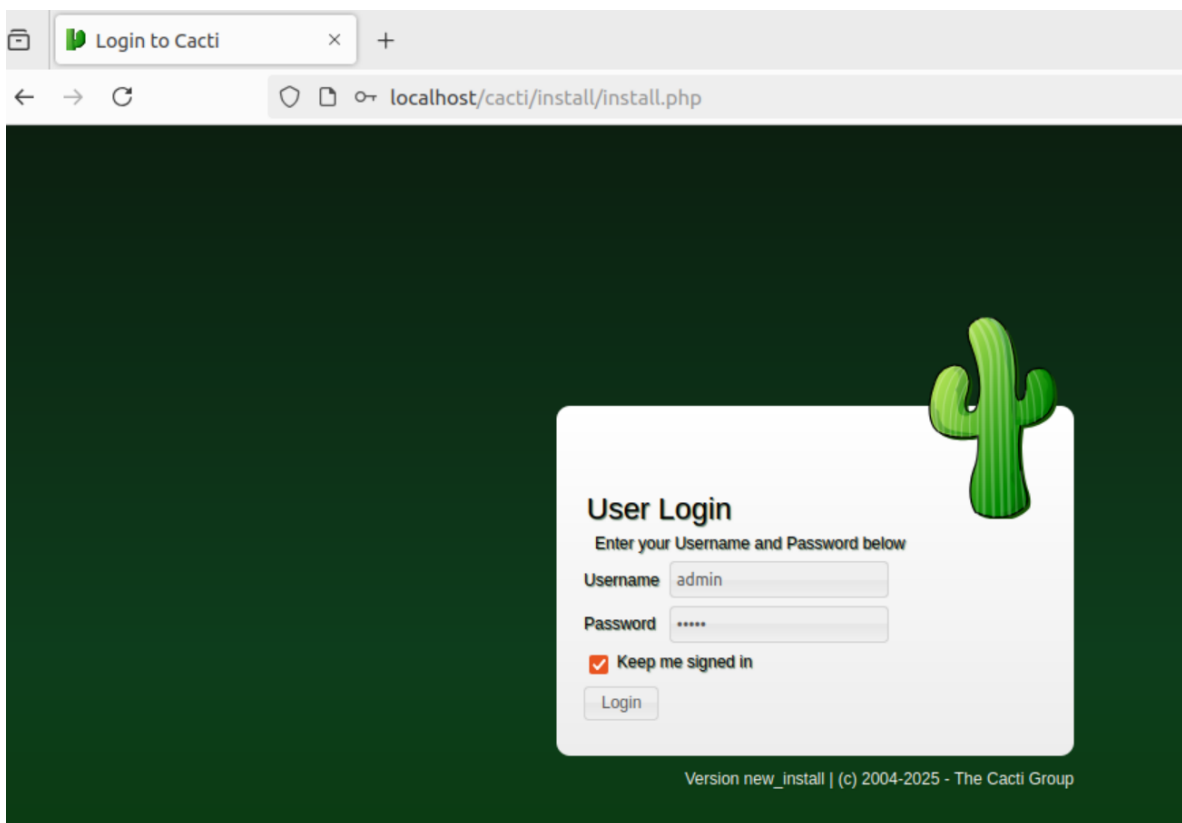 Login to Cacti
localhost/cacti/install/install.php
User Login
Enter your Username and Password below
Username admin
Password •••••
Keep me signed in
Login
Version new_install | (c) 2004-2025 - The Cacti Group